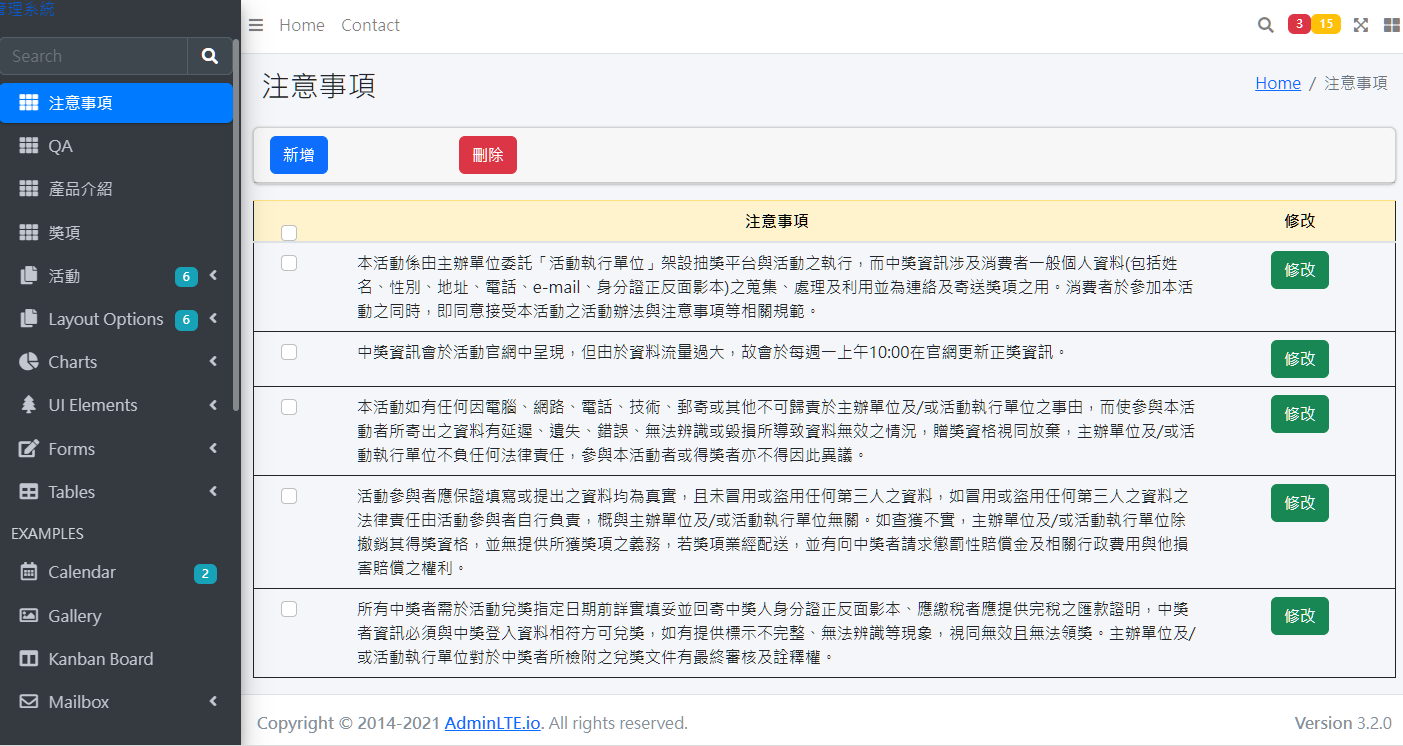 管理系統
Search
注意事項
QA
產品介紹
獎項
活動 6
Layout Options 6
Charts
UI Elements
Forms
Tables
EXAMPLES
Calendar 2
Gallery
Kanban Board
Mailbox
Home Contact
3 15
注意事項
Home / 注意事項
新增 刪除
注意事項 修改
本活動係由主辦單位委託「活動執行單位」架設抽獎平台與活動之執行，而中獎資訊涉及消費者一般個人資料(包括姓
名、性別、地址、電話、e-mail、身分證正反面影本)之蒐集、處理及利用並為連絡及寄送獎項之用。消費者於參加本活
動之同時，即同意接受本活動之活動辦法與注意事項等相關規範。
修改
中獎資訊會於活動官網中呈現，但由於資料流量過大，故會於每週一上午10:00在官網更新正獎資訊。
修改
本活動如有任何因電腦、網路、電話、技術、郵寄或其他不可歸責於主辦單位及/或活動執行單位之事由，而使參與本活
動者所寄出之資料有延遲、遺失、錯誤、無法辨識或毀損所導致資料無效之情況，贈獎資格視同放棄，主辦單位及/或活
動執行單位不負任何法律責任，參與本活動者或得獎者亦不得因此異議。
修改
活動參與者應保證填寫或提出之資料均為真實，且未冒用或盜用任何第三人之資料，如冒用或盜用任何第三人之資料之
法律責任由活動參與者自行負責，概與主辦單位及/或活動執行單位無關。如查獲不實，主辦單位及/或活動執行單位除
撤銷其得獎資格，並無提供所獲獎項之義務，若獎項業經配送，並有向中獎者請求懲罰性賠償金及相關行政費用與他損
害賠償之權利。
修改
所有中獎者需於活動兌獎指定日期前詳實填妥並回寄中獎人身分證正反面影本、應繳稅者應提供完稅之匯款證明，中獎
者資訊必須與中獎登入資料相符方可兌獎，如有提供標示不完整、無法辨識等現象，視同無效且無法領獎。主辦單位及/
或活動執行單位對於中獎者所檢附之兌獎文件有最終審核及詮釋權。
修改
Copyright © 2014-2021 AdminLTE.io. All rights reserved.
Version 3.2.0